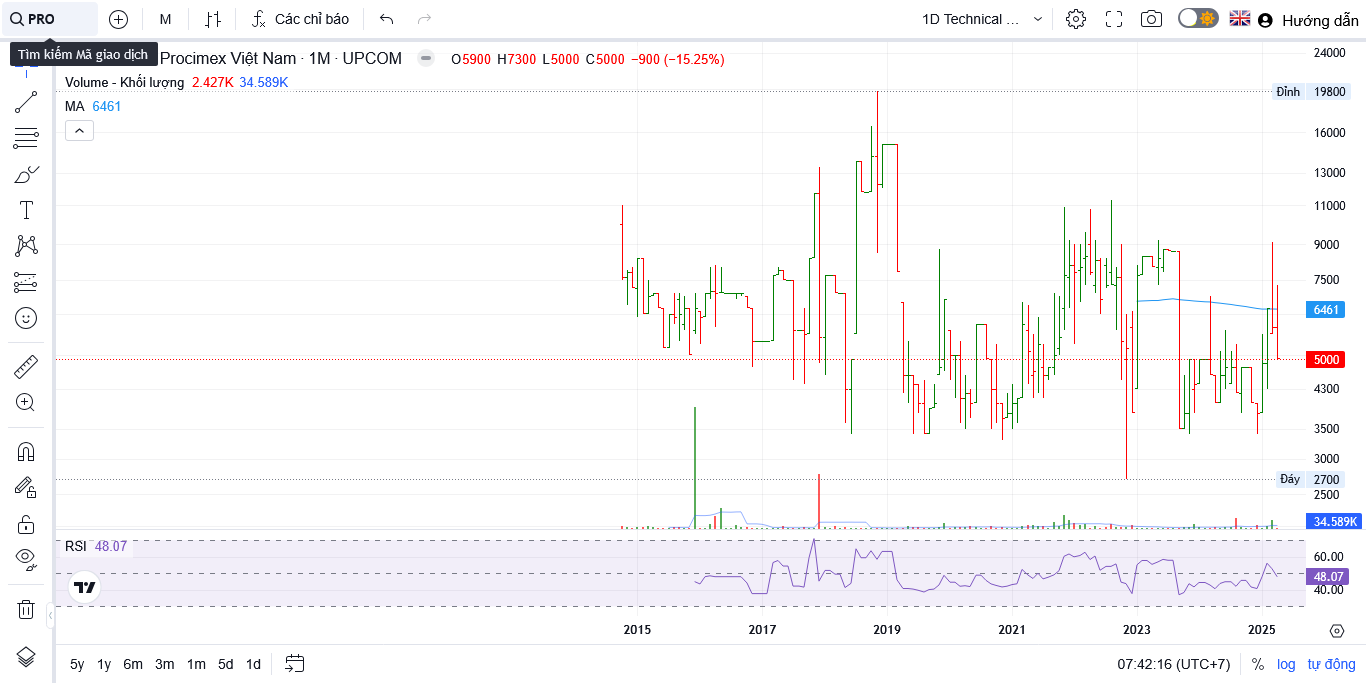 PRO
M
Các chỉ báo
1D Technical ...
Hướng dẫn
Tìm kiếm Mã giao dịch
Procimex Việt Nam · 1M · UPCOM
O5900 H7300 L5000 C5000 −900 (−15.25%)
Volume - Khối lượng 2.427K 34.589K
MA 6461
24000
Đỉnh 19800
16000
13000
11000
9000
7500
6461
5000
4300
3500
3000
Đáy 2700
2500
34.589K
RSI 48.07
60.00
48.07
40.00
2015 2017 2019 2021 2023 2025
5y 1y 6m 3m 1m 5d 1d
07:42:16 (UTC+7) % log tự động